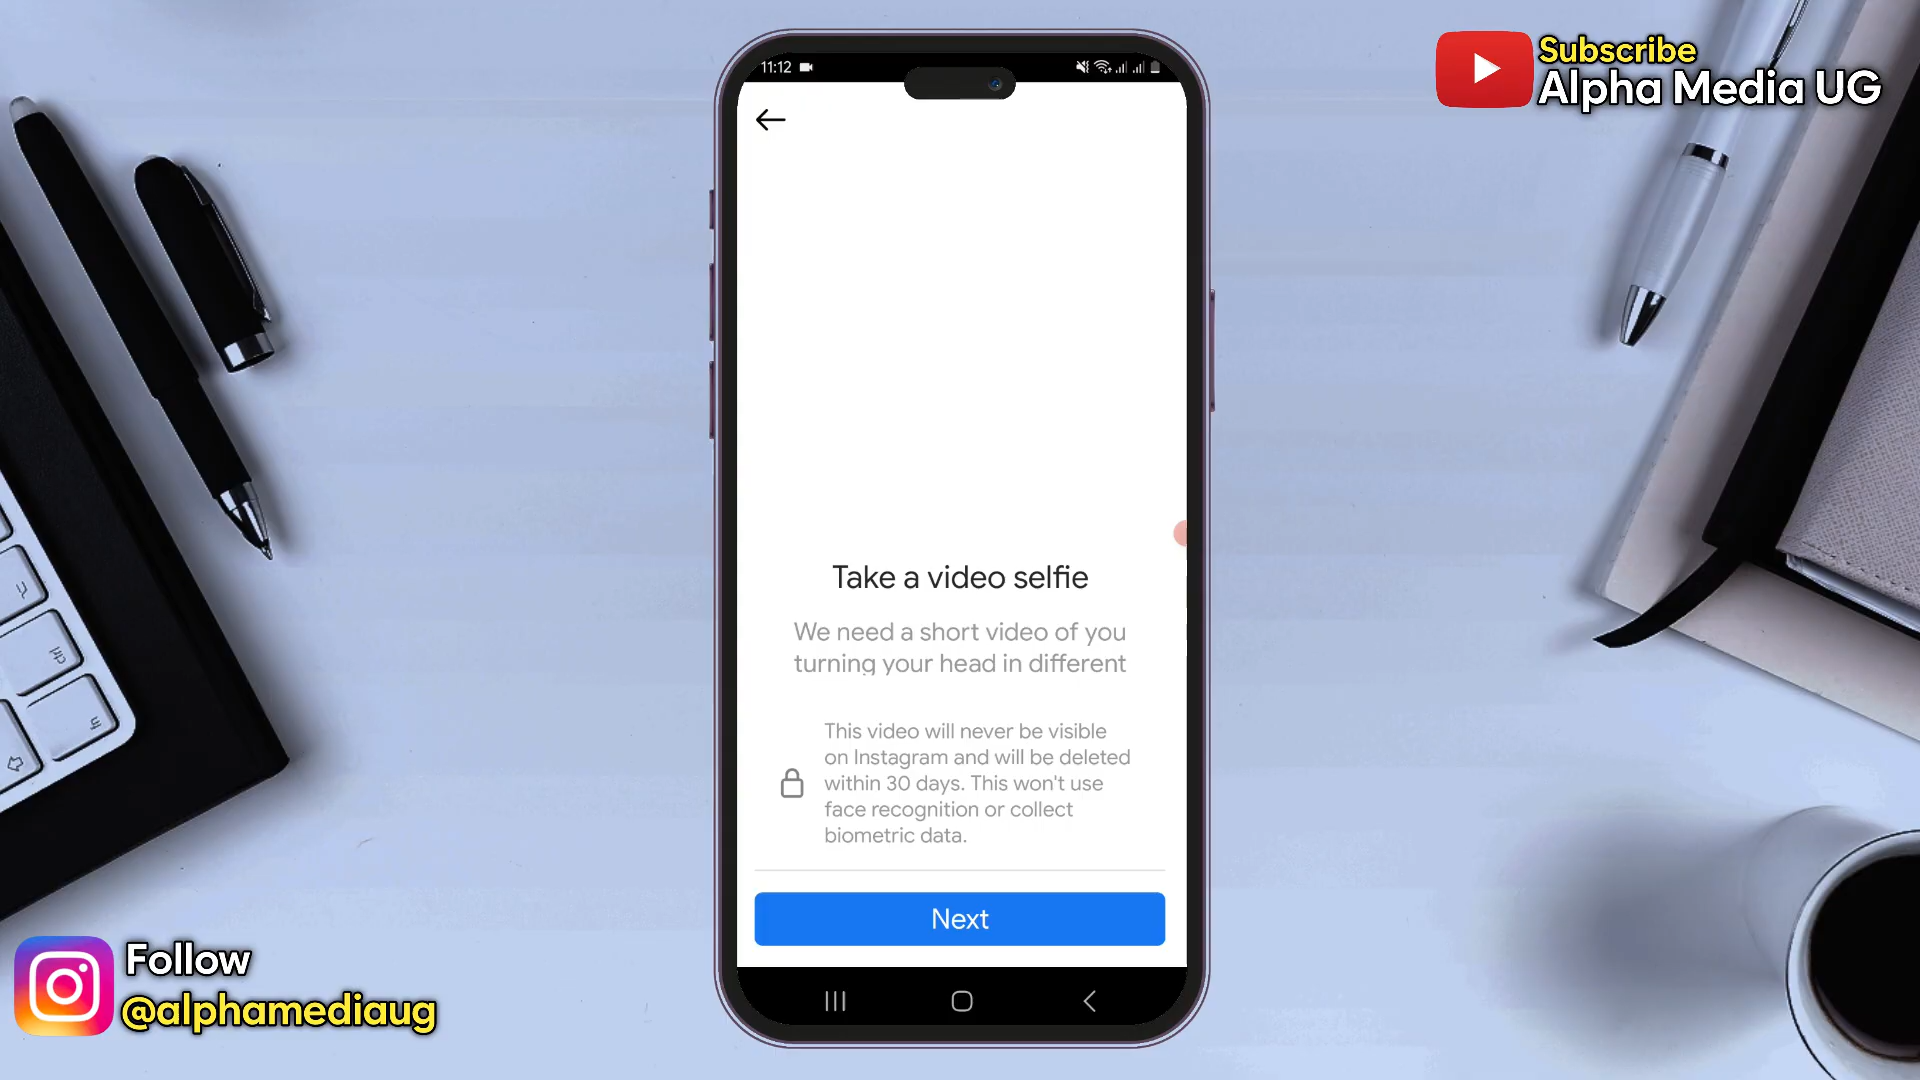 Subscribe
Alpha Media UG
11:12
Take a video selfie
We need a short video of you
turning your head in different
This video will never be visible
on Instagram and will be deleted
within 30 days. This won't use
face recognition or collect
biometric data.
Next
Follow
@alphamediaug
ctrl